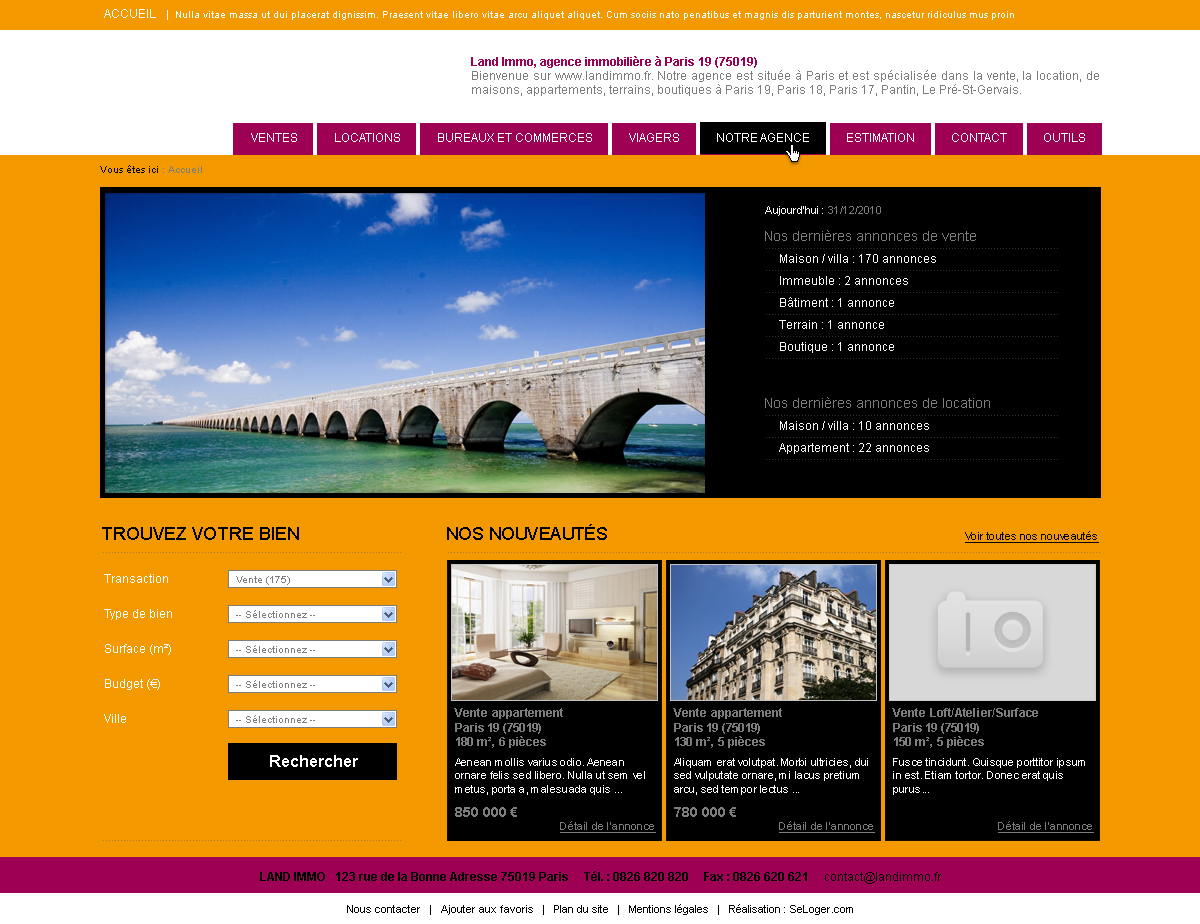 ACCUEIL | Nulla vitae massa ut dui placerat dignissim. Praesent vitae libero vitae arcu aliquet aliquet. Cum sociis nato penatibus et magnis dis parturient montes, nascetur ridiculus mus proin
Land Immo, agence immobilière à Paris 19 (75019)
Bienvenue sur www.landimmo.fr. Notre agence est située à Paris et est spécialisée dans la vente, la location, de
maisons, appartements, terrains, boutiques à Paris 19, Paris 18, Paris 17, Pantin, Le Pré-St-Gervais.
VENTES LOCATIONS BUREAUX ET COMMERCES VIAGERS NOTRE AGENCE ESTIMATION CONTACT OUTILS
Vous êtes ici : Accueil
Aujourd'hui : 31/12/2010
Nos dernières annonces de vente
Maison / villa : 170 annonces
Immeuble : 2 annonces
Bâtiment : 1 annonce
Terrain : 1 annonce
Boutique : 1 annonce
Nos dernières annonces de location
Maison / villa : 10 annonces
Appartement : 22 annonces
TROUVEZ VOTRE BIEN
Transaction Vente (175)
Type de bien -- Sélectionnez --
Surface (m²) -- Sélectionnez --
Budget (€) -- Sélectionnez --
Ville -- Sélectionnez --
Rechercher
NOS NOUVEAUTÉS
Voir toutes nos nouveautés
Vente appartement
Paris 19 (75019)
180 m², 6 pièces
Aenean mollis varius odio. Aenean
ornare felis sed libero. Nulla ut sem vel
metus, porta a, malesuada quis ...
850 000 €
Détail de l'annonce
Vente appartement
Paris 19 (75019)
130 m², 5 pièces
Aliquam erat volutpat. Morbi ultricies, dui
sed vulputate ornare, mi lacus pretium
arcu, sed tempor lectus ...
780 000 €
Détail de l'annonce
Vente Loft/Atelier/Surface
Paris 19 (75019)
150 m², 5 pièces
Fusce tincidunt. Quisque porttitor ipsum
in est. Etiam tortor. Donec erat quis
purus ...
Détail de l'annonce
LAND IMMO 123 rue de la Bonne Adresse 75019 Paris Tél. : 0826 820 820 Fax : 0826 620 621 contact@landimmo.fr
Nous contacter | Ajouter aux favoris | Plan du site | Mentions légales | Réalisation : SeLoger.com